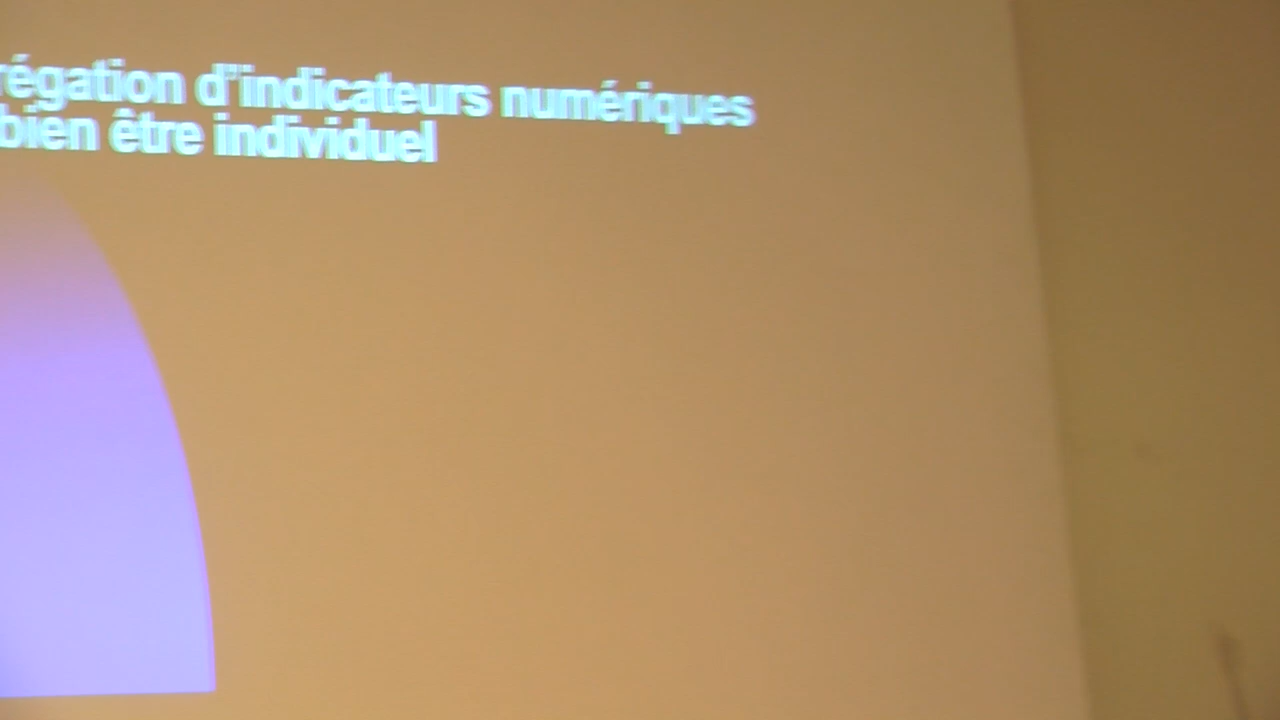 régation d'indicateurs numériques
bien être individuel